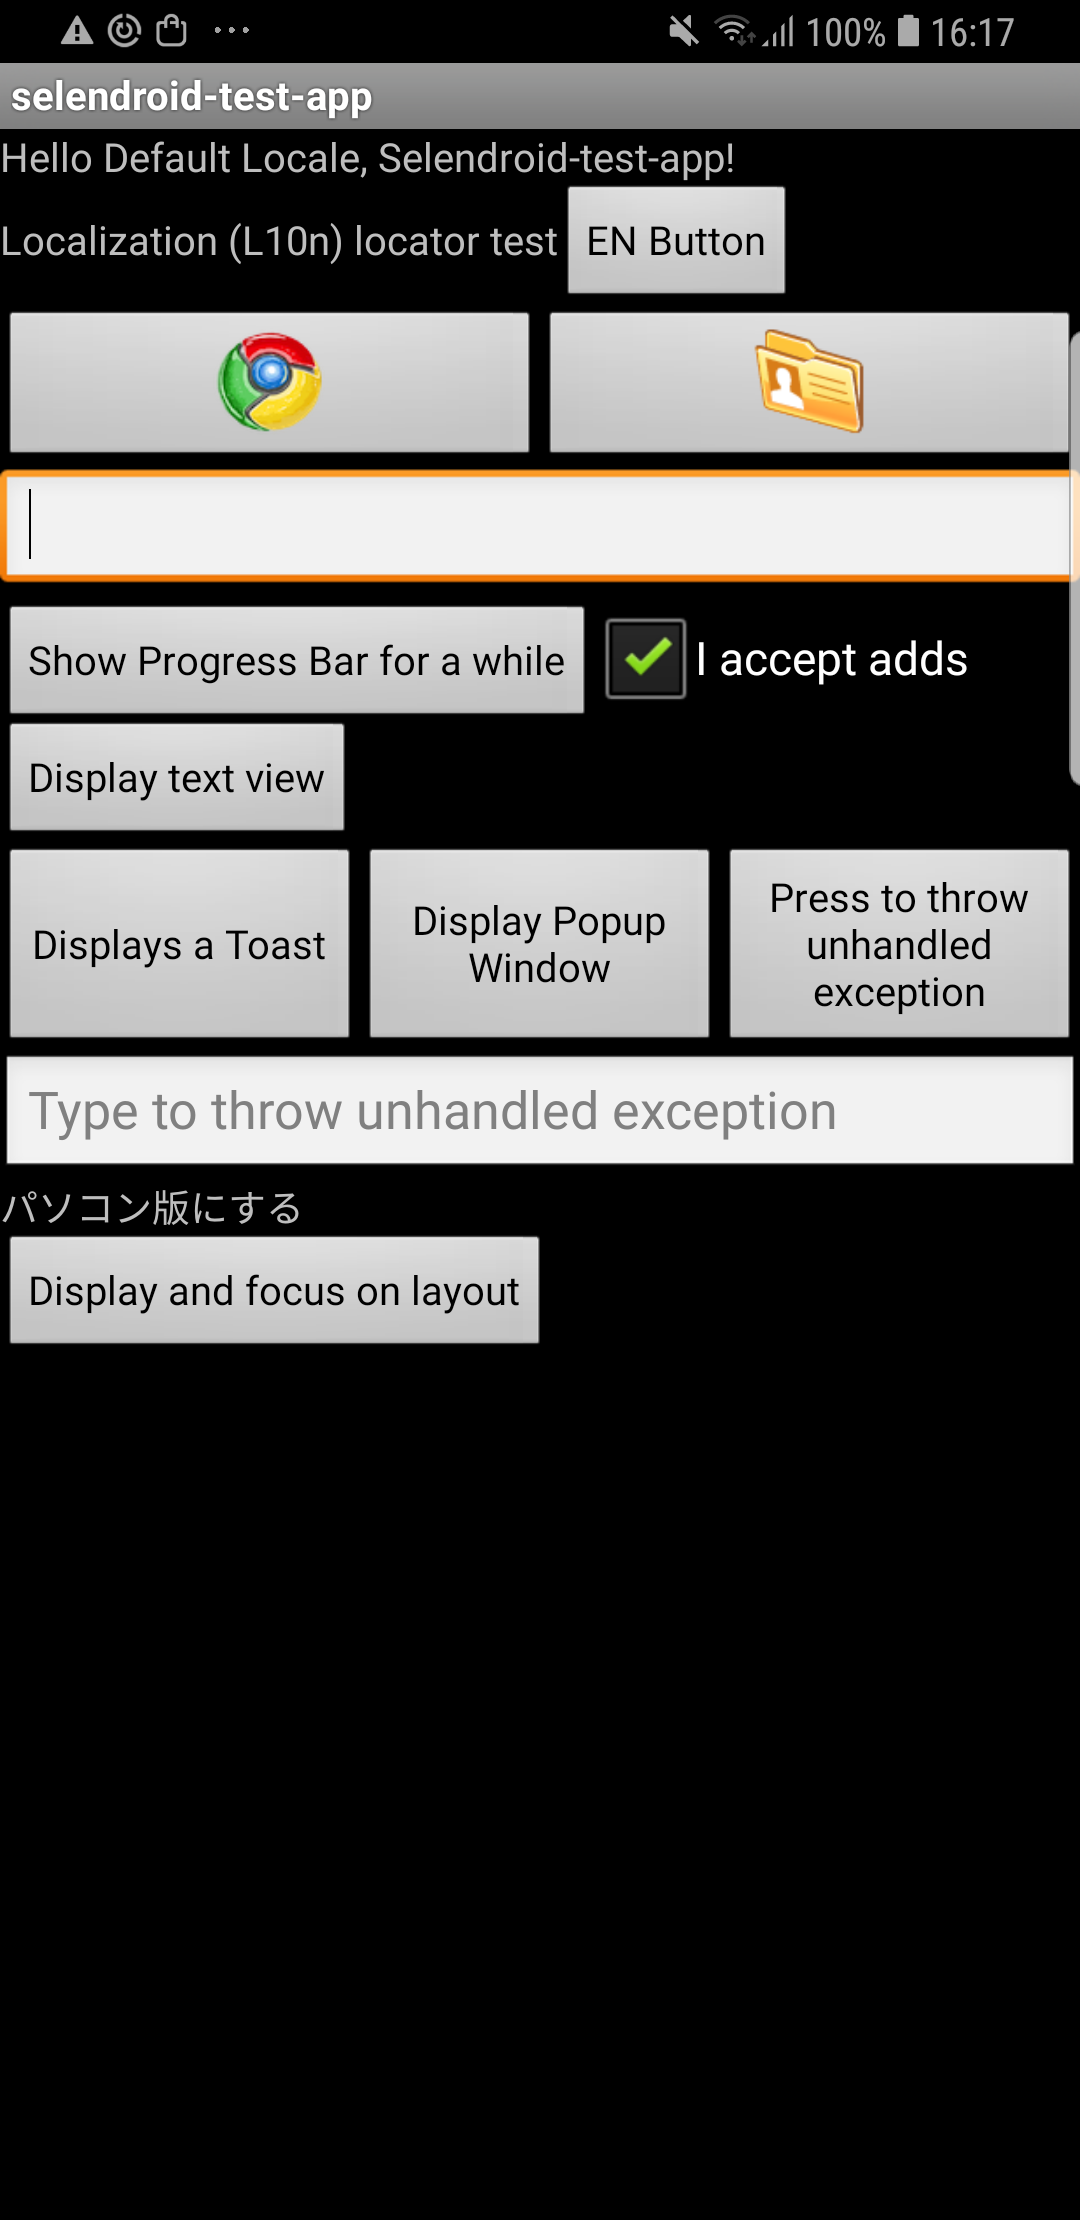 100% 16:17
selendroid-test-app
Hello Default Locale, Selendroid-test-app!
Localization (L10n) locator test EN Button
Show Progress Bar for a while I accept adds
Display text view
Displays a Toast
Display Popup
Window
Press to throw
unhandled
exception
Type to throw unhandled exception
パソコン版にする
Display and focus on layout